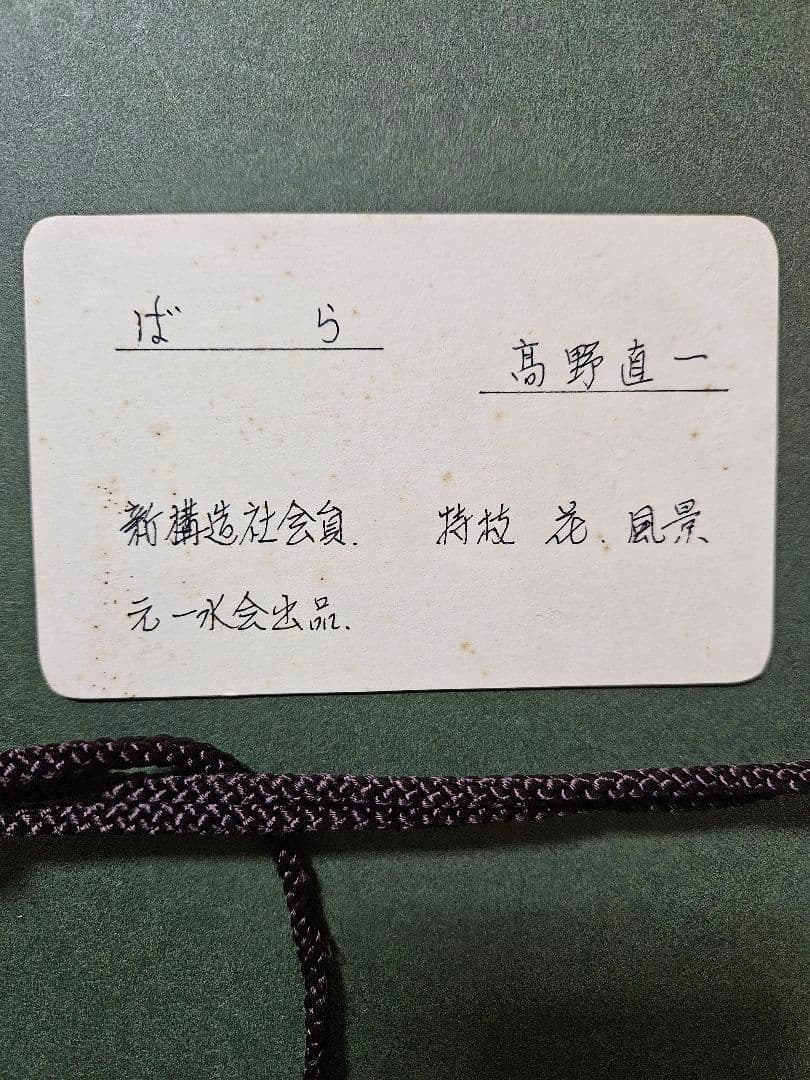 ばら
髙野直一
新構造社会員. 特技 花、風景
元一水会出品.